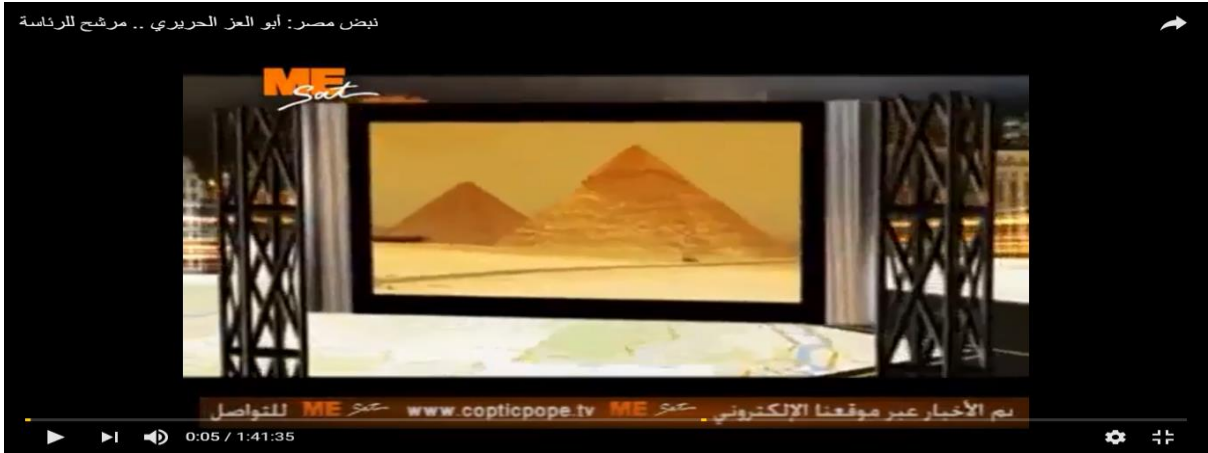 نبض مصر: أبو العز الحريري .. مرشح للرئاسة
ME Sat
ـم الأخبار عبر موقعنا الإلكتروني ME Sat www.copticpope.tv ME Sat للتواصل
0:05 / 1:41:35